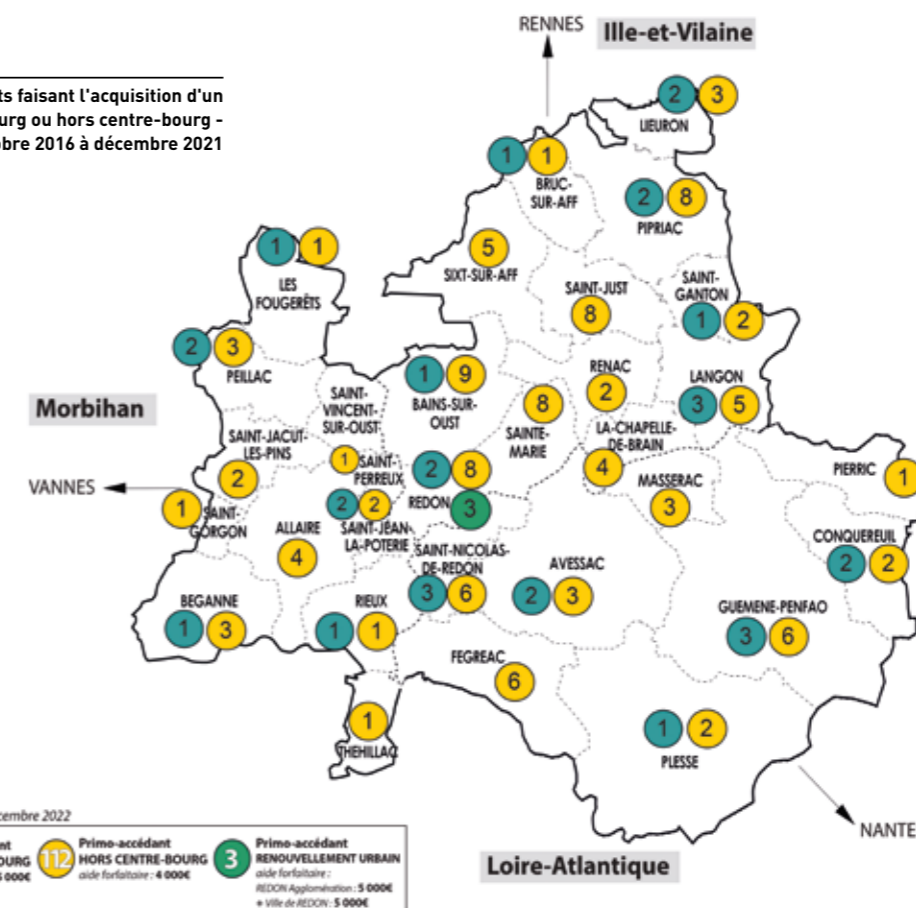 RENNES
Ille-et-Vilaine
ts faisant l'acquisition d'un
ourg ou hors centre-bourg -
obre 2016 à décembre 2021
2 3
LIEURON
1 1
BRUC-
SUR-AFF
2 8
PIPRIAC
1 1
LES
FOUGERÊTS
5
SIXT-SUR-AFF
SAINT-JUST
8
SAINT-
GANTON
1 2
2 3
PEILLAC
1 9
BAINS-SUR-
OUST
RENAC
2
LANGON
3 5
Morbihan
SAINT-
VINCENT-
SUR-OUST
8
SAINTE-
MARIE
LA-CHAPELLE-
DE-BRAIN
4
SAINT-JACUT-
LES-PINS
2
1
SAINT-
PERREUX
2 8
REDON
3
MASSERAC
3
PIERRIC
1
VANNES
1
SAINT-
GORGON
ALLAIRE
4
2 2
SAINT-JEAN-
LA-POTERIE
SAINT-NICOLAS-
DE-REDON
3 6
AVESSAC
2 3
CONQUEREUIL
2 2
BEGANNE
1 3
RIEUX
1 1
GUEMENE-PENFAO
3 6
FEGREAC
6
1
THEHILLAC
1 2
PLESSE
NANTE
Loire-Atlantique
cembre 2022
nt
OURG
5 000€
112
Primo-accédant
HORS CENTRE-BOURG
aide forfaitaire : 4 000€
3
Primo-accédant
RENOUVELLEMENT URBAIN
aide forfaitaire :
REDON Agglomération : 5 000€
+ Ville de REDON : 5 000€